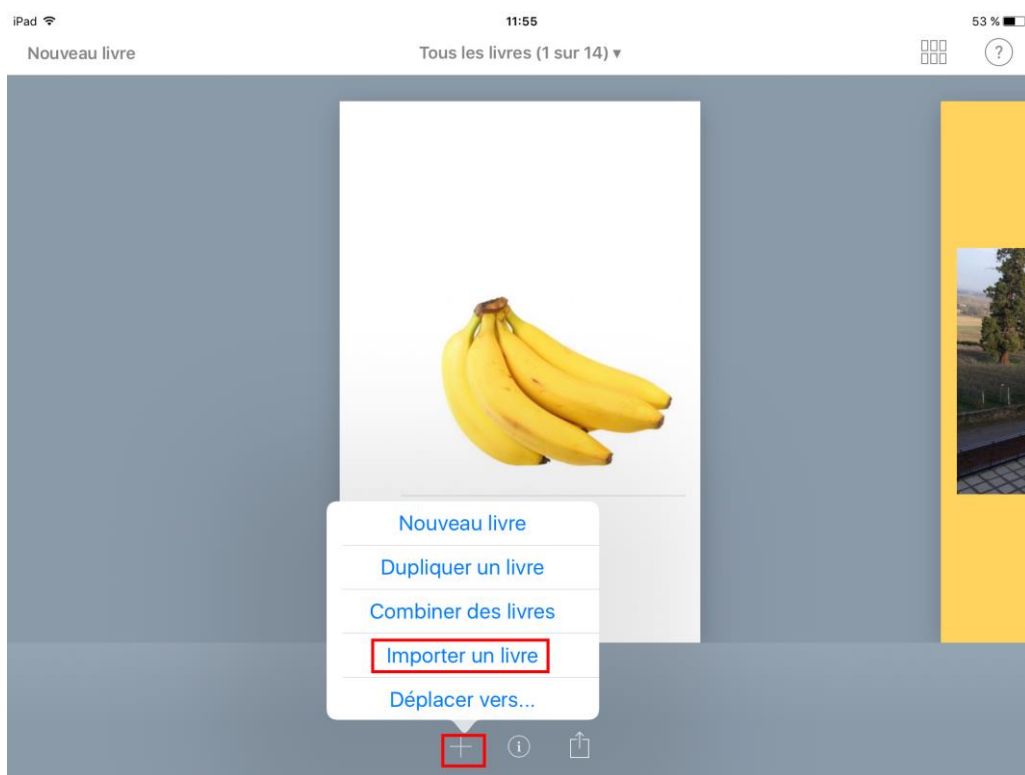 iPad
11:55
53 %
Nouveau livre
Tous les livres (1 sur 14) ▾
?
Nouveau livre
Dupliquer un livre
Combiner des livres
Importer un livre
Déplacer vers...